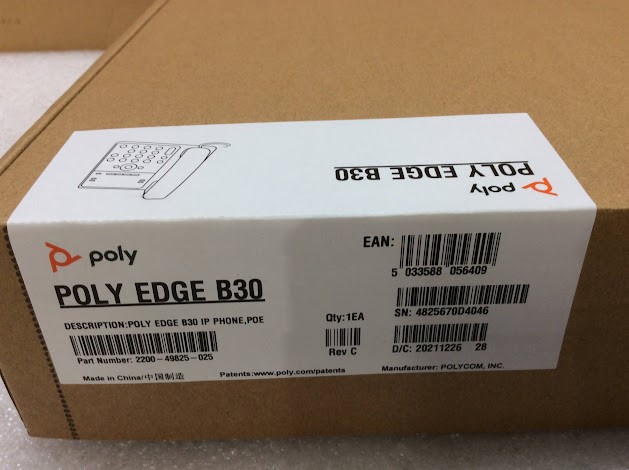 POLY EDGE B30
poly
poly
POLY EDGE B30
DESCRIPTION:POLY EDGE B30 IP PHONE,POE
Part Number: 2200-49825-025
Made in China/中国制造
Patents:www.poly.com/patents
EAN:
5 033588 056409
SN: 4825670D4046
Qty:1EA
Rev C
D/C: 20211226 28
Manufacturer: POLYCOM, INC.